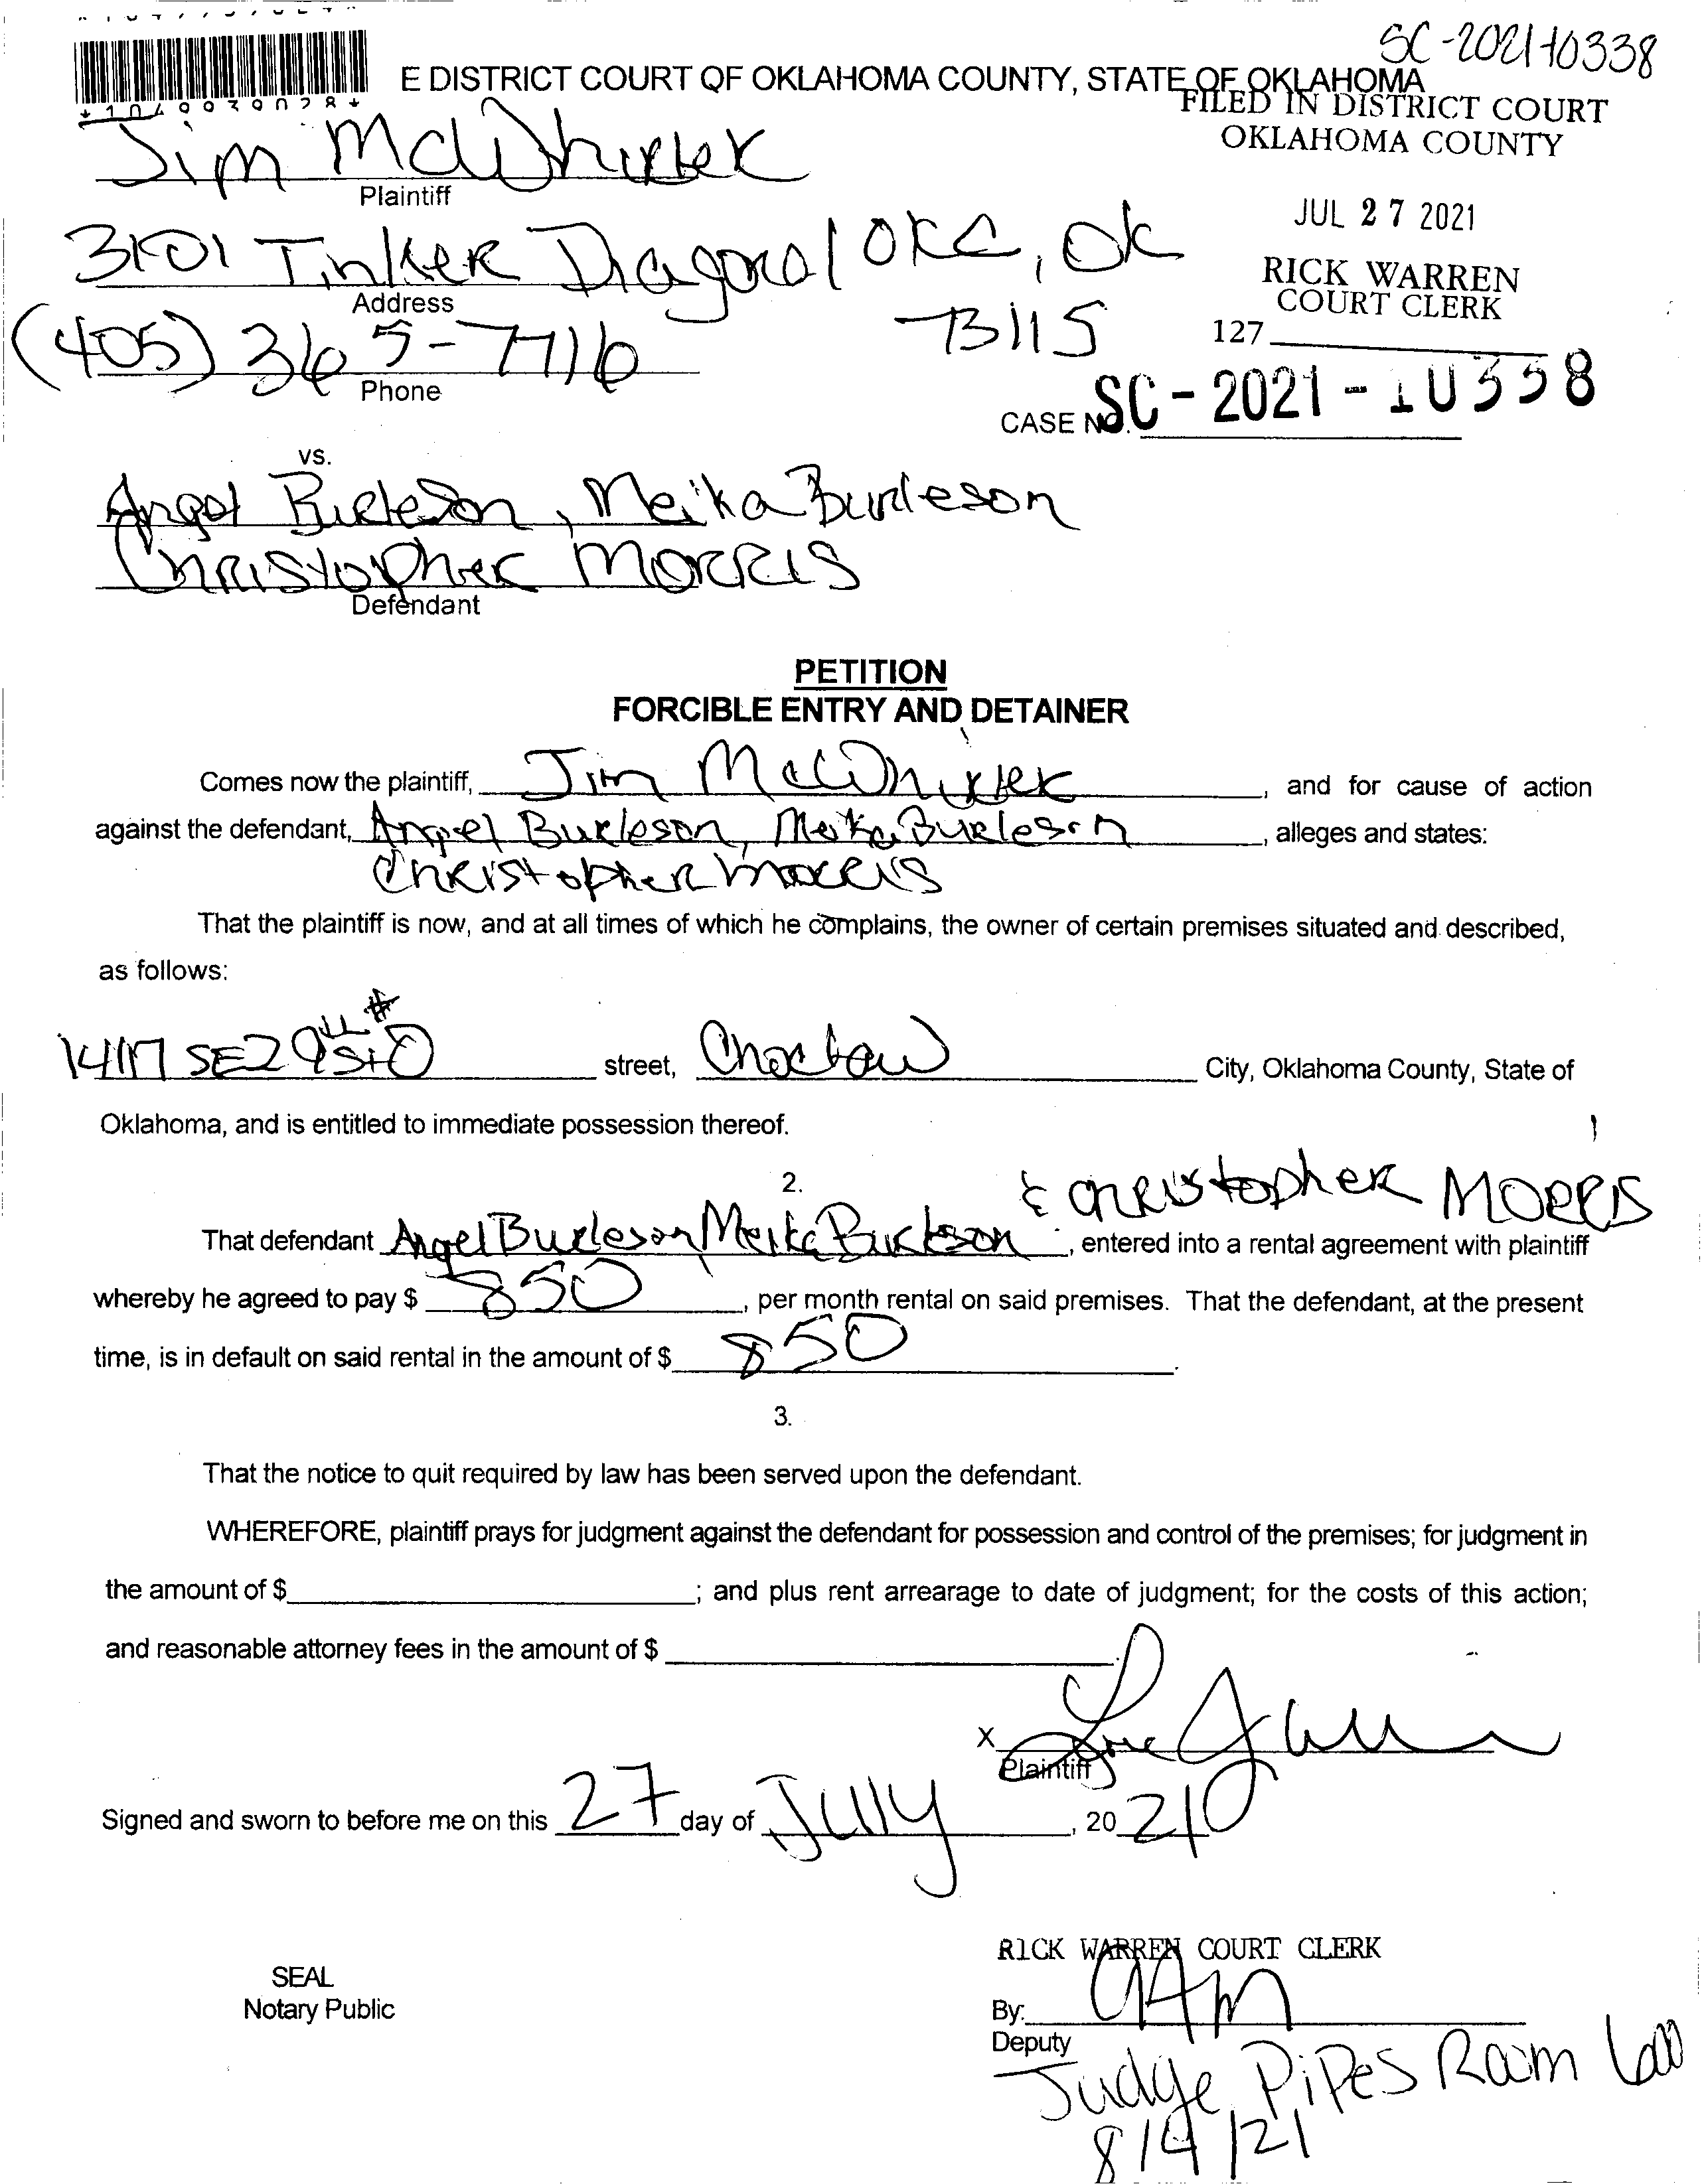 SC-2021-10338
E DISTRICT COURT OF OKLAHOMA COUNTY, STATE OF OKLAHOMA
FILED IN DISTRICT COURT
OKLAHOMA COUNTY
Jim McWhirter
Plaintiff
JUL 27 2021
3101 Tinker Diagonal OKC, OK
Address
73115
RICK WARREN
COURT CLERK
127
(405) 365-7716
Phone
CASE NO. SC-2021-10338
vs.
Angel Burleson, Meika Burleson
Christopher Morris
Defendant
PETITION
FORCIBLE ENTRY AND DETAINER
Comes now the plaintiff, Jim McWhirter, and for cause of action
against the defendant, Angel Burleson, Meika Burleson, alleges and states:
Christopher Morris
That the plaintiff is now, and at all times of which he complains, the owner of certain premises situated and described,
as follows:
SE 29 street, Choctaw City, Oklahoma County, State of
Oklahoma, and is entitled to immediate possession thereof.
2.
& Christopher Morris
That defendant Angel Burleson Meika Burleson, entered into a rental agreement with plaintiff
whereby he agreed to pay $ 850, per month rental on said premises. That the defendant, at the present
time, is in default on said rental in the amount of $ 850.
3.
That the notice to quit required by law has been served upon the defendant.
WHEREFORE, plaintiff prays for judgment against the defendant for possession and control of the premises; for judgment in
the amount of $; and plus rent arrearage to date of judgment; for the costs of this action;
and reasonable attorney fees in the amount of $.
X
Plaintiff
Signed and sworn to before me on this 27 day of July, 20 21
RICK WARREN COURT CLERK
SEAL
Notary Public
By:
Deputy
Judge Pipes Room
8/4/21